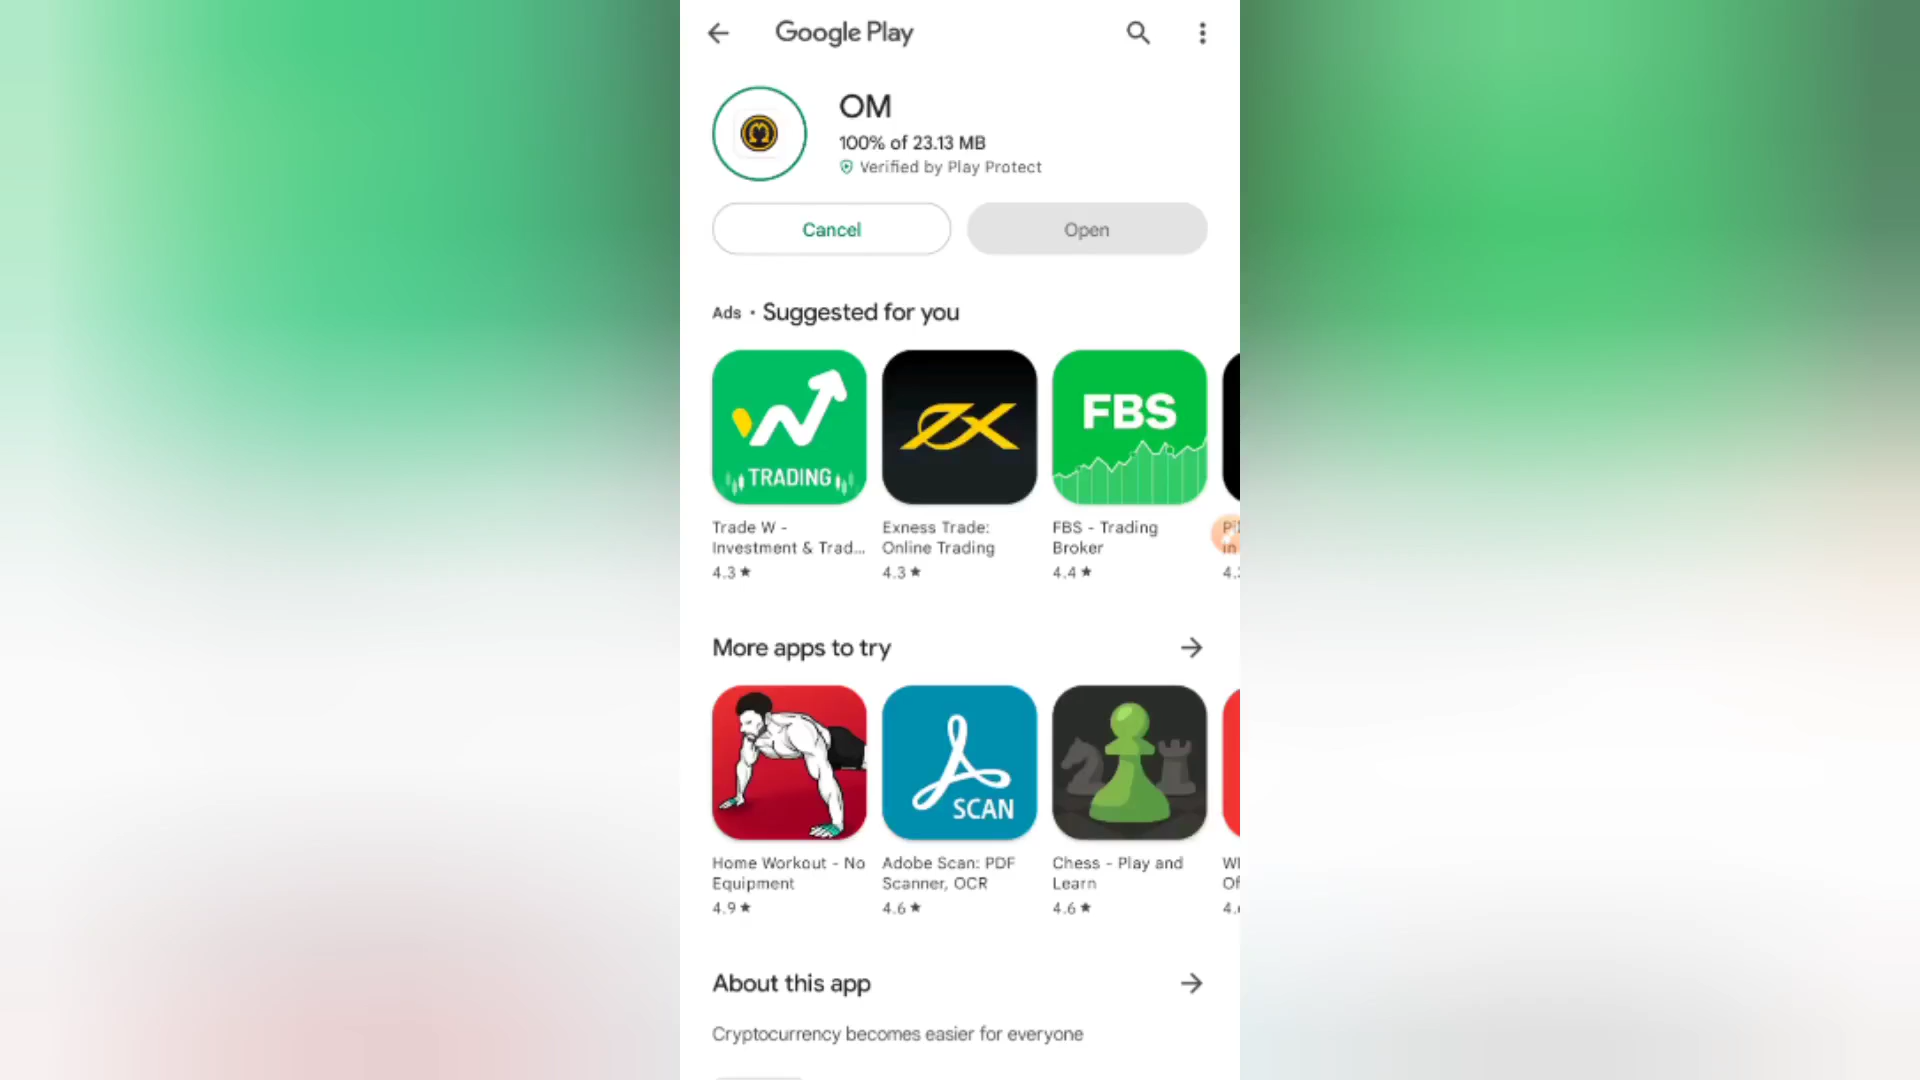 Google Play
OM
100% of 23.13 MB
Verified by Play Protect
Cancel
Open
Ads • Suggested for you
TRADING
FBS
Trade W -
Investment & Trad...
4.3 ★
Exness Trade:
Online Trading
4.3 ★
FBS - Trading
Broker
4.4 ★
More apps to try
SCAN
Home Workout - No
Equipment
4.9 ★
Adobe Scan: PDF
Scanner, OCR
4.6 ★
Chess - Play and
Learn
4.6 ★
About this app
Cryptocurrency becomes easier for everyone